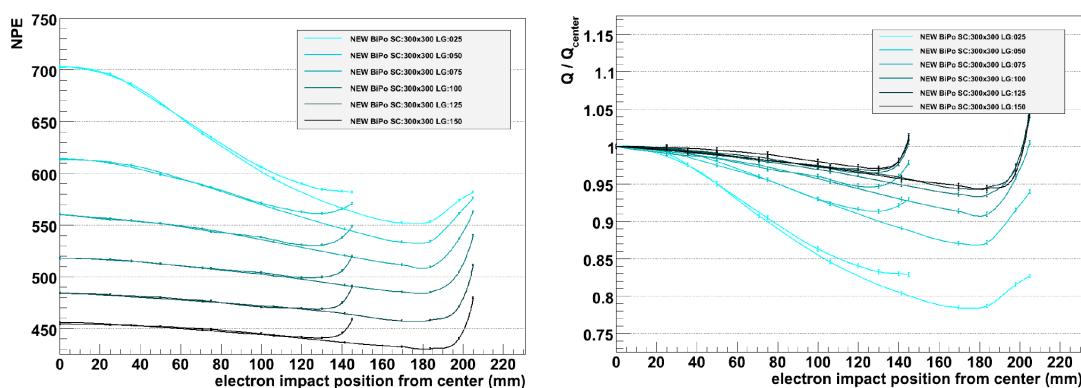 NPE
750
700
650
600
550
500
450
NEW BiPo SC:300x300 LG:025
NEW BiPo SC:300x300 LG:050
NEW BiPo SC:300x300 LG:075
NEW BiPo SC:300x300 LG:100
NEW BiPo SC:300x300 LG:125
NEW BiPo SC:300x300 LG:150
0 20 40 60 80 100 120 140 160 180 200 220
electron impact position from center (mm)
Q / Qcenter
1.15
1.1
1.05
1
0.95
0.9
0.85
0.8
0.75
NEW BiPo SC:300x300 LG:025
NEW BiPo SC:300x300 LG:050
NEW BiPo SC:300x300 LG:075
NEW BiPo SC:300x300 LG:100
NEW BiPo SC:300x300 LG:125
NEW BiPo SC:300x300 LG:150
0 20 40 60 80 100 120 140 160 180 200 220
electron impact position from center (mm)